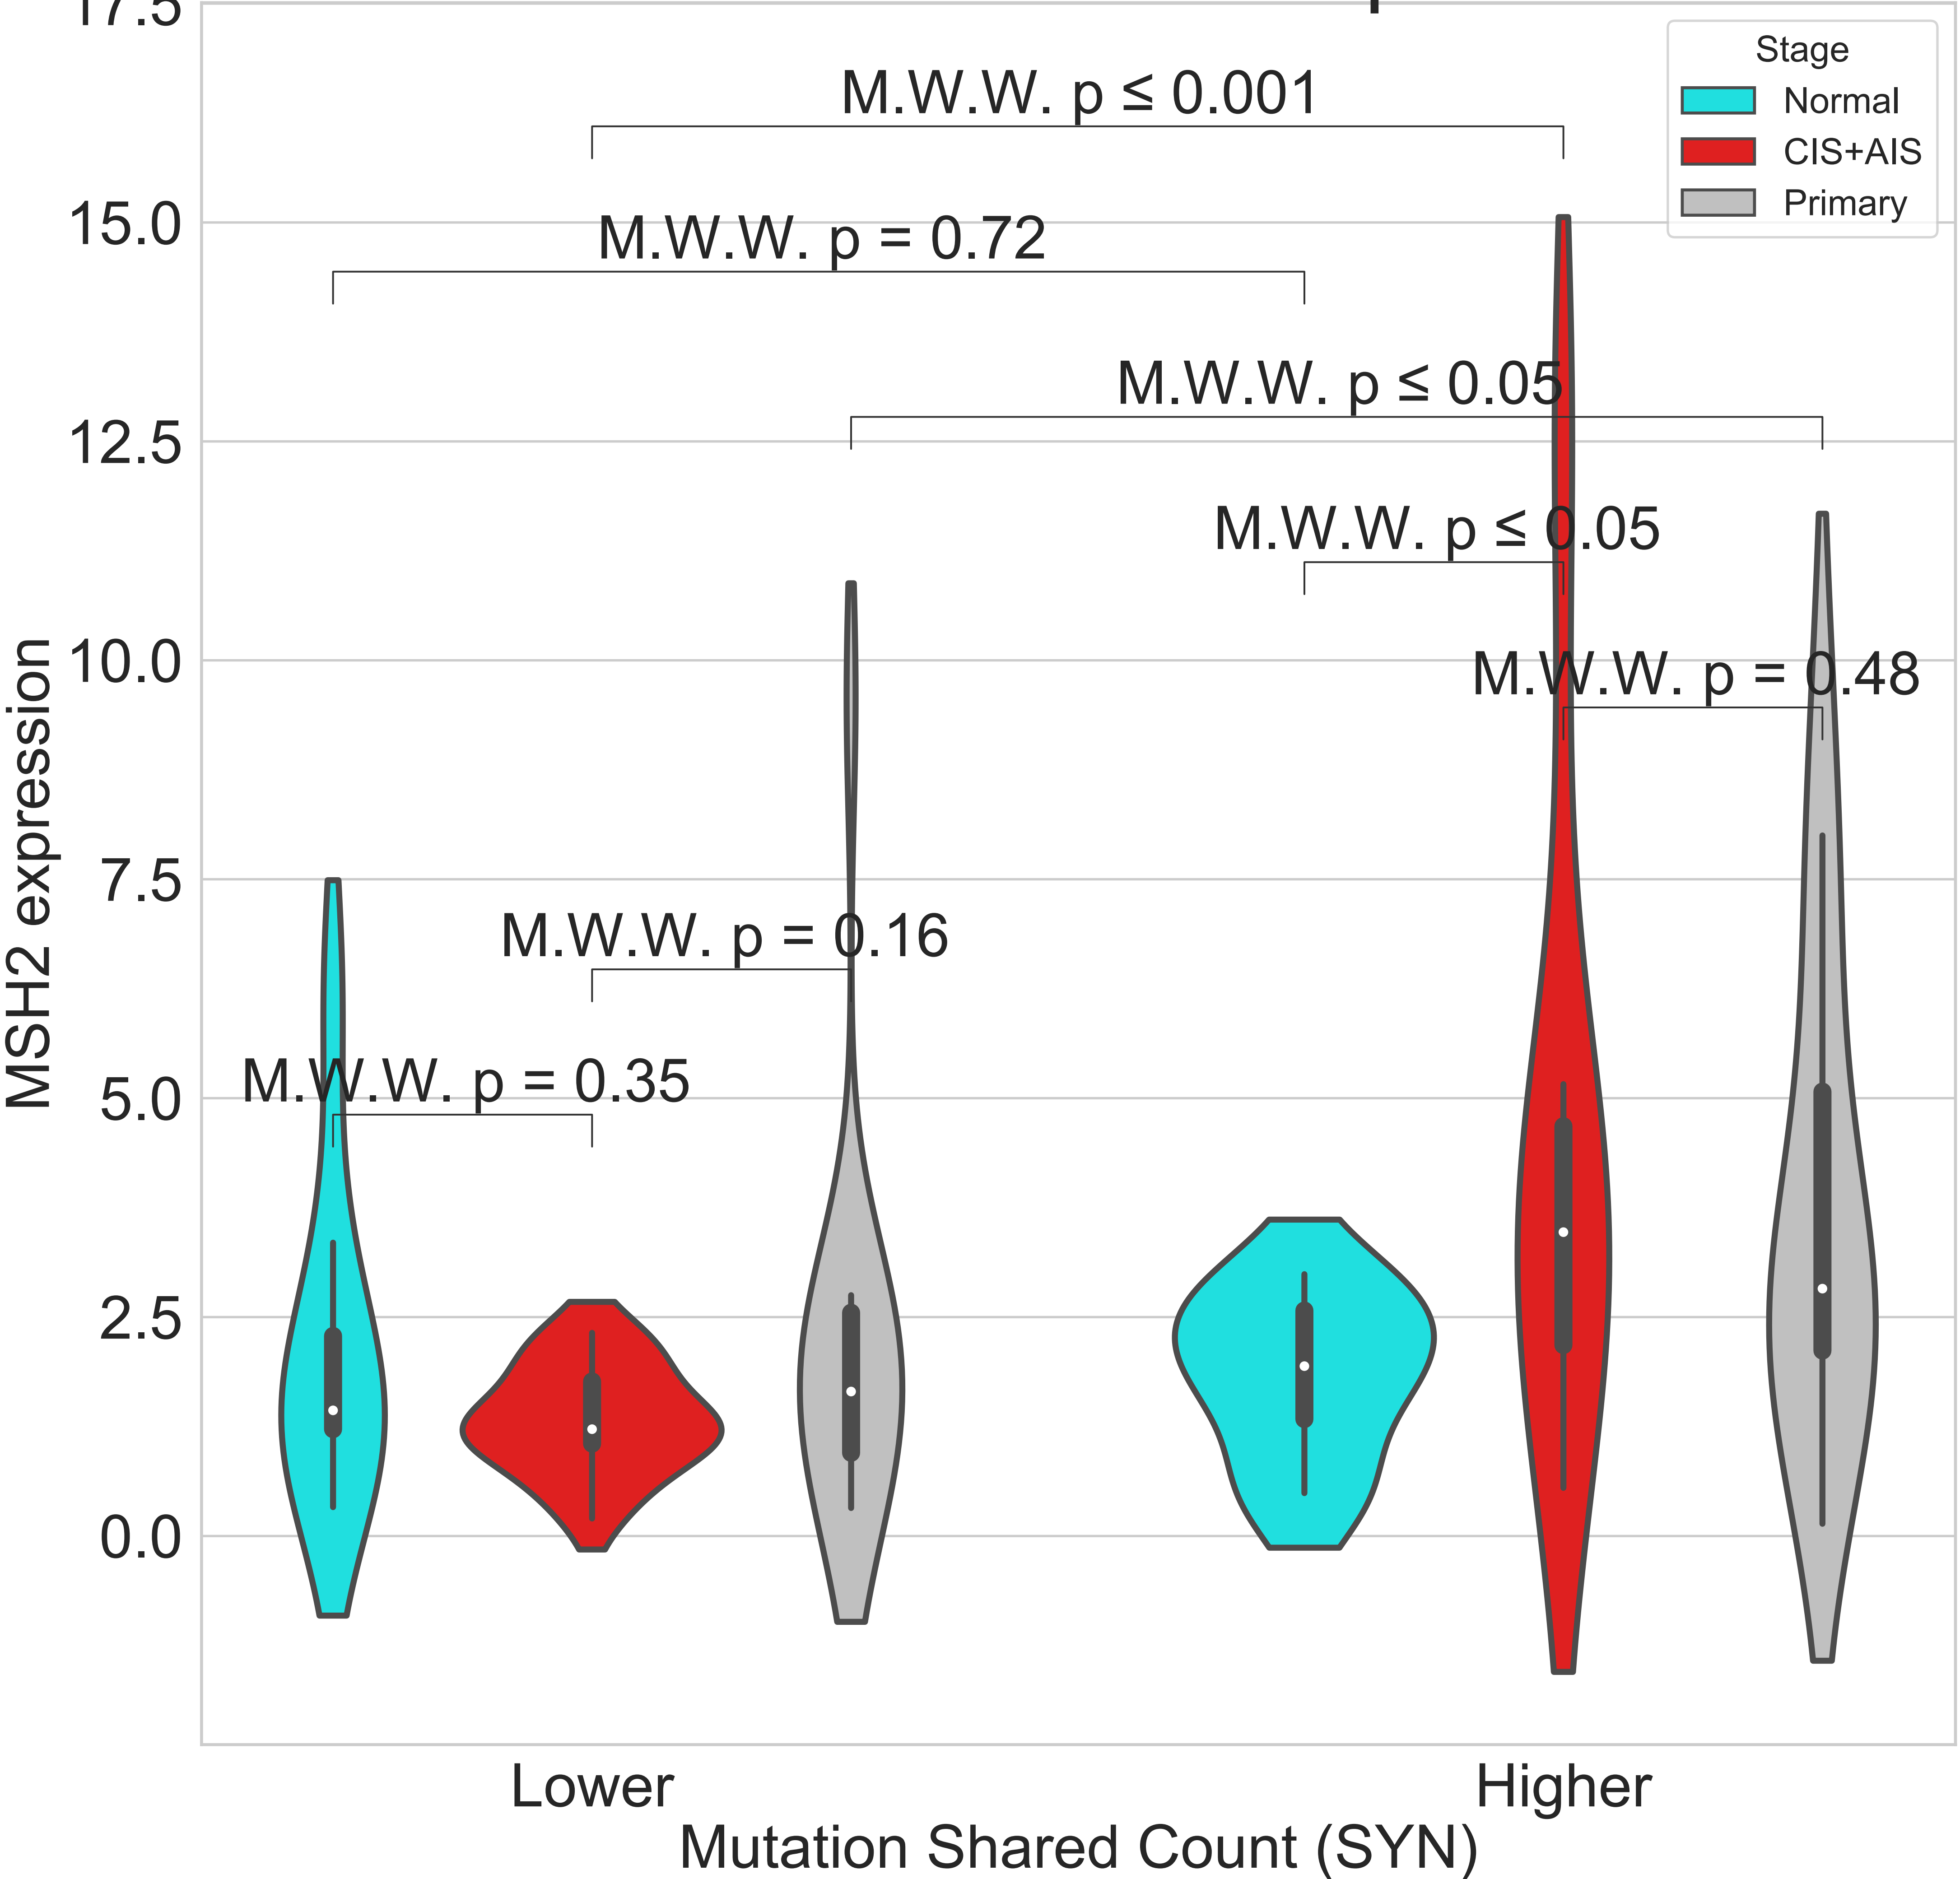 17.5
Stage
Normal
CIS+AIS
Primary
M.W.W. p ≤ 0.001
15.0
M.W.W. p = 0.72
M.W.W. p ≤ 0.05
12.5
M.W.W. p ≤ 0.05
10.0
M.W.W. p = 0.48
MSH2 expression
7.5
M.W.W. p = 0.16
M.W.W. p = 0.35
5.0
2.5
0.0
Lower
Higher
Mutation Shared Count (SYN)